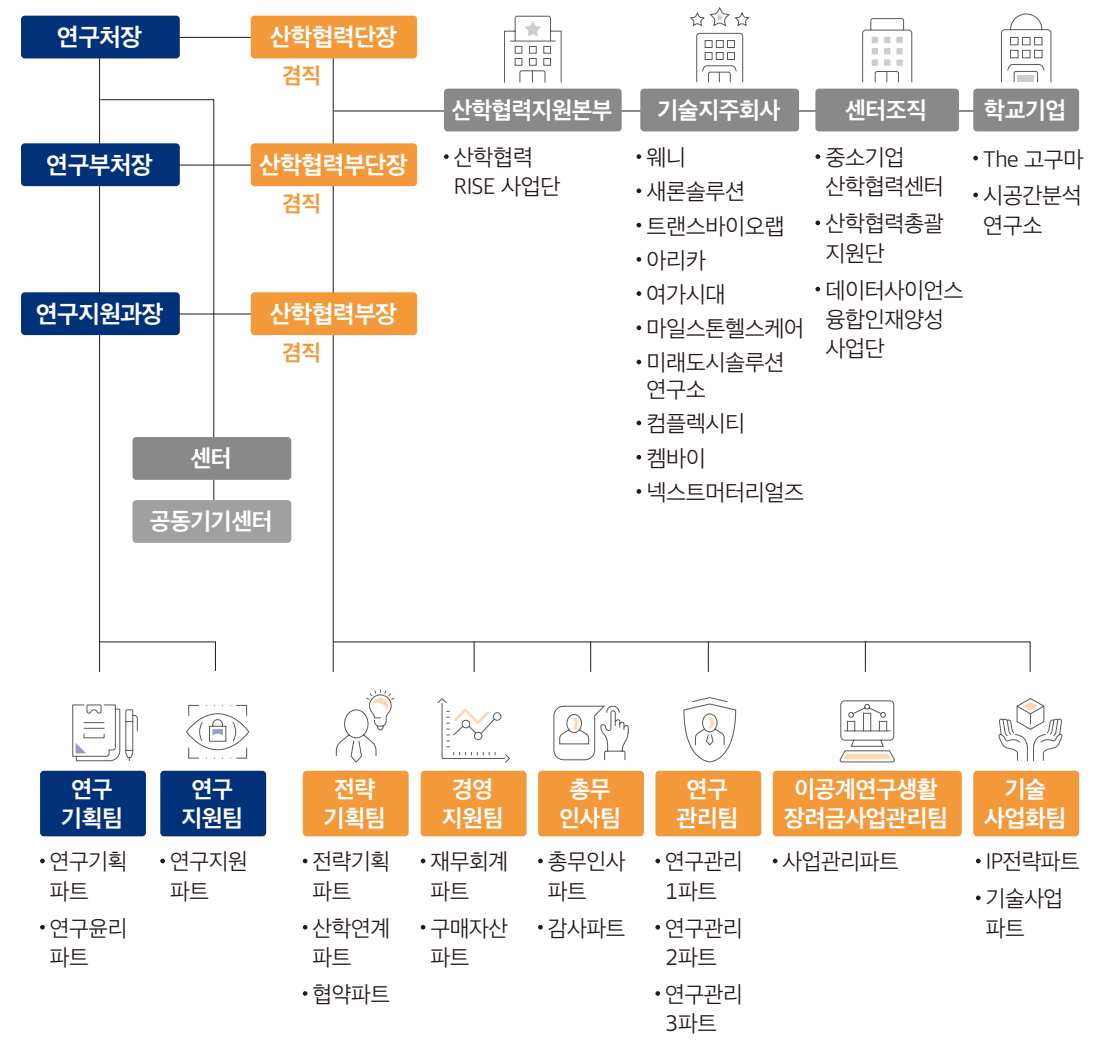 연구처장
산학협력단장
겸직
연구부처장
산학협력부단장
겸직
연구지원과장
산학협력부장
겸직
센터
공동기기센터
산학협력지원본부
• 산학협력
RISE 사업단
기술지주회사
• 웨니
• 새론솔루션
• 트랜스바이오랩
• 아리카
• 여가시대
• 마일스톤헬스케어
• 미래도시솔루션
연구소
• 컴플렉시티
• 켐바이
• 넥스트머터리얼즈
센터조직
• 중소기업
산학협력센터
• 산학협력총괄
지원단
• 데이터사이언스
융합인재양성
사업단
학교기업
• The 고구마
• 시공간분석
연구소
연구
기획팀
• 연구기획
파트
• 연구윤리
파트
연구
지원팀
• 연구지원
파트
전략
기획팀
• 전략기획
파트
• 산학연계
파트
• 협약파트
경영
지원팀
• 재무회계
파트
• 구매자산
파트
총무
인사팀
• 총무인사
파트
• 감사파트
연구
관리팀
• 연구관리
1파트
• 연구관리
2파트
• 연구관리
3파트
이공계연구생활
장려금사업관리팀
• 사업관리파트
기술
사업화팀
• IP전략파트
• 기술사업
파트